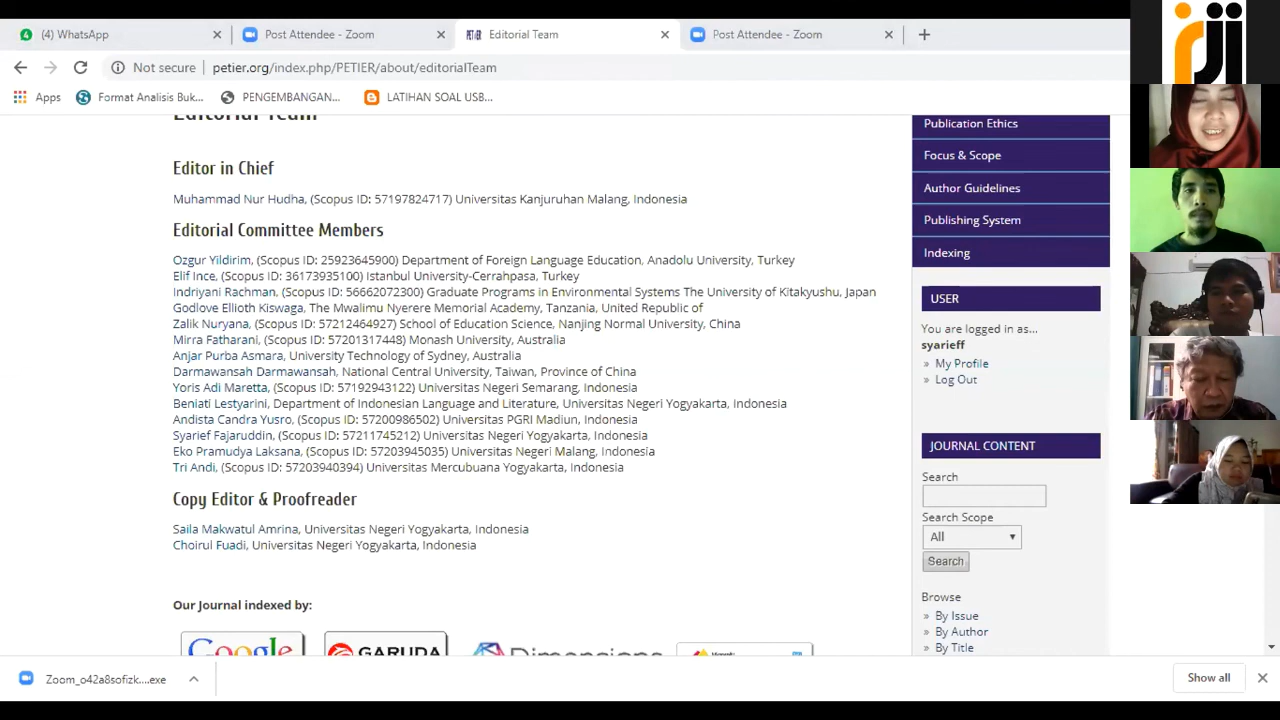 (4) WhatsApp
Post Attendee - Zoom
PETIER
Editorial Team
Post Attendee - Zoom
Not secure
petier.org/index.php/PETIER/about/editorialTeam
Apps
Format Analisis Buk...
PENGEMBANGAN...
LATIHAN SOAL USB...
Editorial Team
Editor in Chief
Muhammad Nur Hudha, (Scopus ID: 57197824717) Universitas Kanjuruhan Malang, Indonesia
Editorial Committee Members
Ozgur Yildirim, (Scopus ID: 25923645900) Department of Foreign Language Education, Anadolu University, Turkey
Elif Ince, (Scopus ID: 36173935100) Istanbul University-Cerrahpasa, Turkey
Indriyani Rachman, (Scopus ID: 56662072300) Graduate Programs in Environmental Systems The University of Kitakyushu, Japan
Godlove Ellioth Kiswaga, The Mwalimu Nyerere Memorial Academy, Tanzania, United Republic of
Zalik Nuryana, (Scopus ID: 57212464927) School of Education Science, Nanjing Normal University, China
Mirra Fatharani, (Scopus ID: 57201317448) Monash University, Australia
Anjar Purba Asmara, University Technology of Sydney, Australia
Darmawansah Darmawansah, National Central University, Taiwan, Province of China
Yoris Adi Maretta, (Scopus ID: 57192943122) Universitas Negeri Semarang, Indonesia
Beniati Lestyarini, Department of Indonesian Language and Literature, Universitas Negeri Yogyakarta, Indonesia
Andista Candra Yusro, (Scopus ID: 57200986502) Universitas PGRI Madiun, Indonesia
Syarief Fajaruddin, (Scopus ID: 57211745212) Universitas Negeri Yogyakarta, Indonesia
Eko Pramudya Laksana, (Scopus ID: 57203945035) Universitas Negeri Malang, Indonesia
Tri Andi, (Scopus ID: 57203940394) Universitas Mercubuana Yogyakarta, Indonesia
Copy Editor & Proofreader
Saila Makwatul Amrina, Universitas Negeri Yogyakarta, Indonesia
Choirul Fuadi, Universitas Negeri Yogyakarta, Indonesia
Our Journal indexed by:
Google
GARUDA
Dimensions
Publication Ethics
Focus & Scope
Author Guidelines
Publishing System
Indexing
USER
You are logged in as...
syarieff
» My Profile
» Log Out
JOURNAL CONTENT
Search
Search Scope
All
Search
Browse
» By Issue
» By Author
» By Title
rji
Zoom_o42a8sofizk....exe
Show all